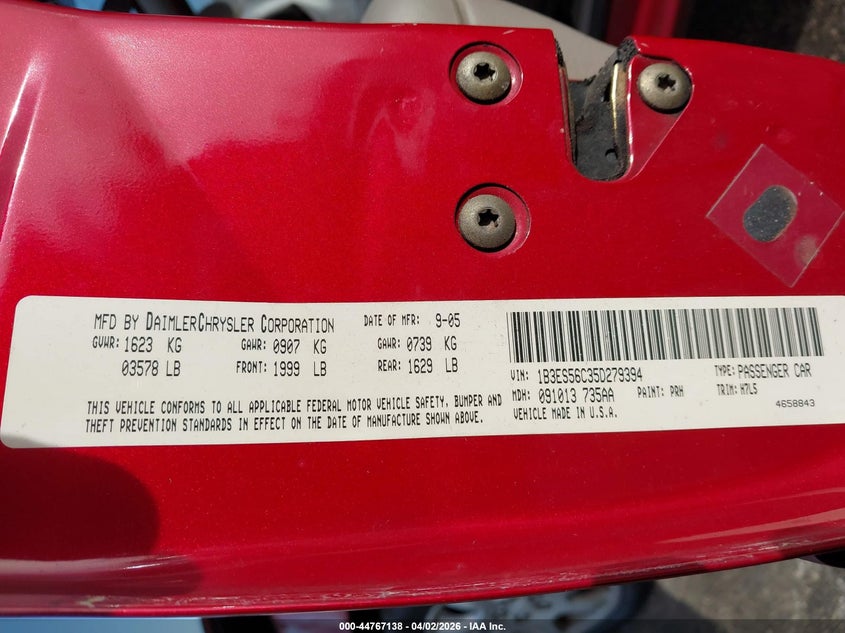 MFD BY DAIMLERCHRYSLER CORPORATION DATE OF MFR: 9-05
GVWR: 1623 KG GAWR: 0907 KG GAWR: 0739 KG
03578 LB FRONT: 1999 LB REAR: 1629 LB
THIS VEHICLE CONFORMS TO ALL APPLICABLE FEDERAL MOTOR VEHICLE SAFETY, BUMPER AND
THEFT PREVENTION STANDARDS IN EFFECT ON THE DATE OF MANUFACTURE SHOWN ABOVE.
VIN: 1B3ES56C35D279394 TYPE: PASSENGER CAR
MDH: 091013 735AA PAINT: PRH TRIM: M7L5
VEHICLE MADE IN U.S.A. 4658843
000-44767138 - 04/02/2026 - IAA Inc.